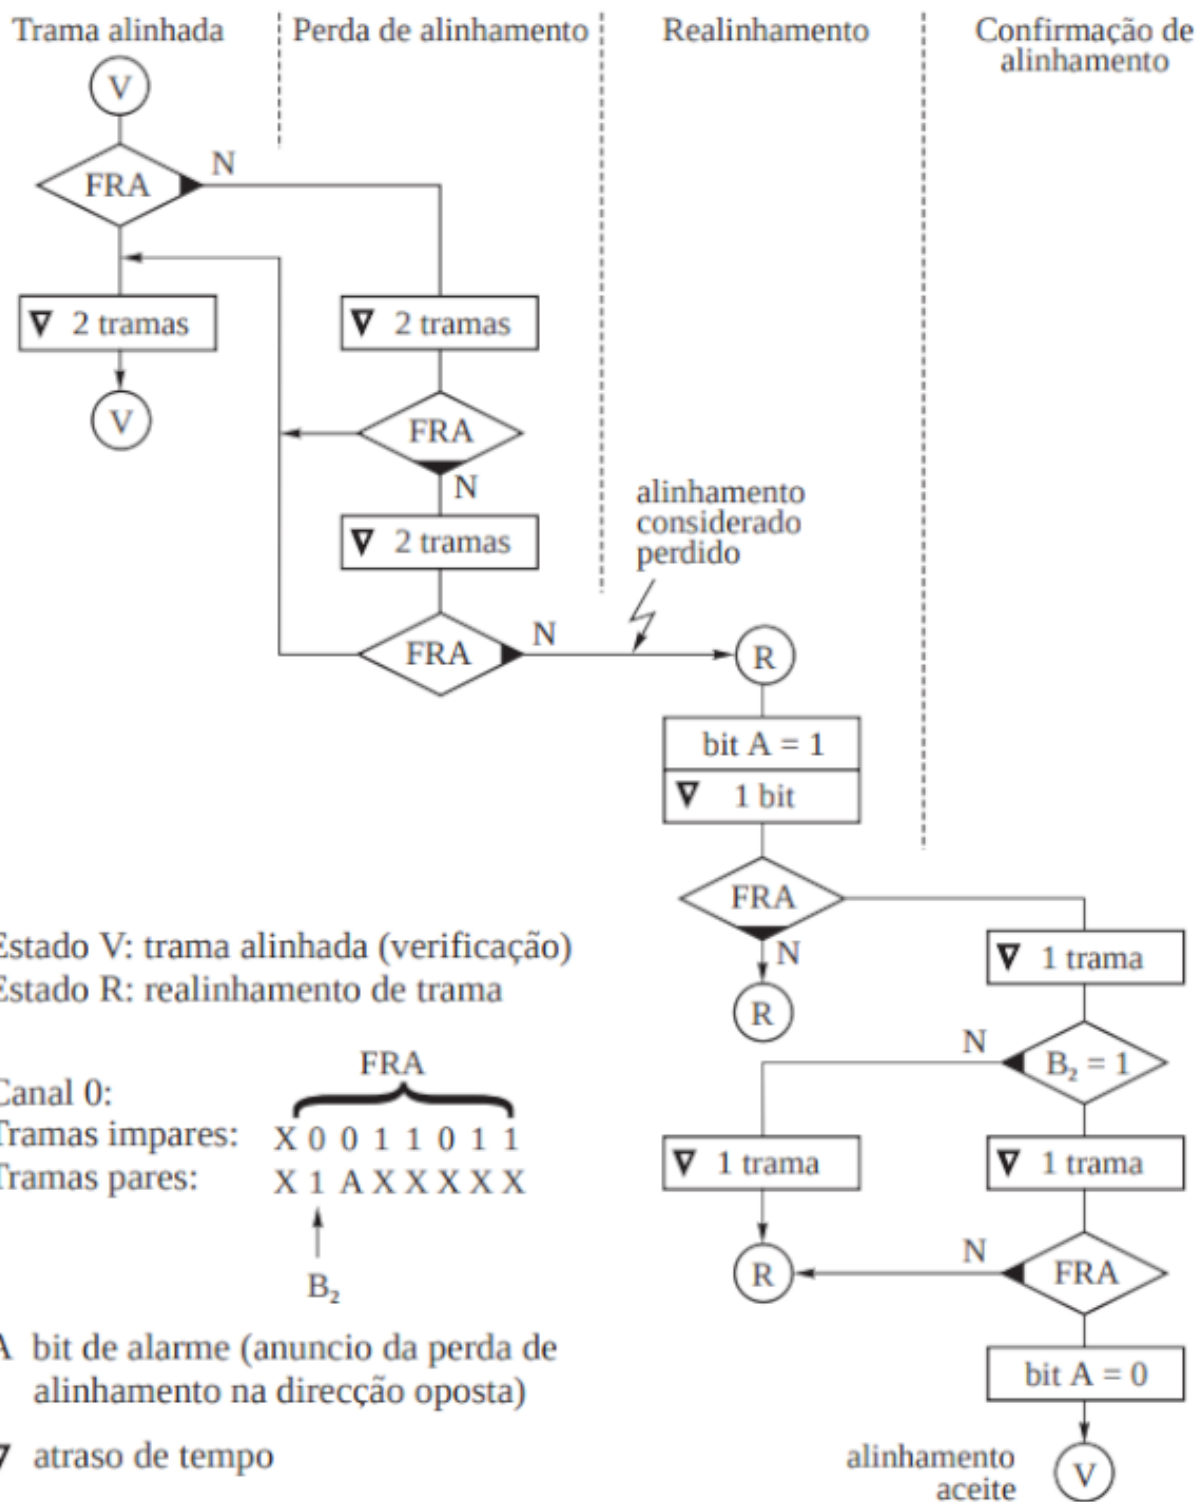 Trama alinhada
Perda de alinhamento
Realinhamento
Confirmação de
alinhamento
V
FRA
N
2 tramas
2 tramas
V
FRA
N
2 tramas
alinhamento
considerado
perdido
FRA
N
R
bit A = 1
1 bit
FRA
N
R
1 trama
N
B₂ = 1
1 trama
1 trama
R
N
FRA
bit A = 0
alinhamento
aceite
V
Estado V: trama alinhada (verificação)
Estado R: realinhamento de trama
FRA
Canal 0:
Tramas impares: X 0 0 1 1 0 1 1
Tramas pares: X 1 A X X X X X
B₂
A bit de alarme (anuncio da perda de
alinhamento na direcção oposta)
∇ atraso de tempo